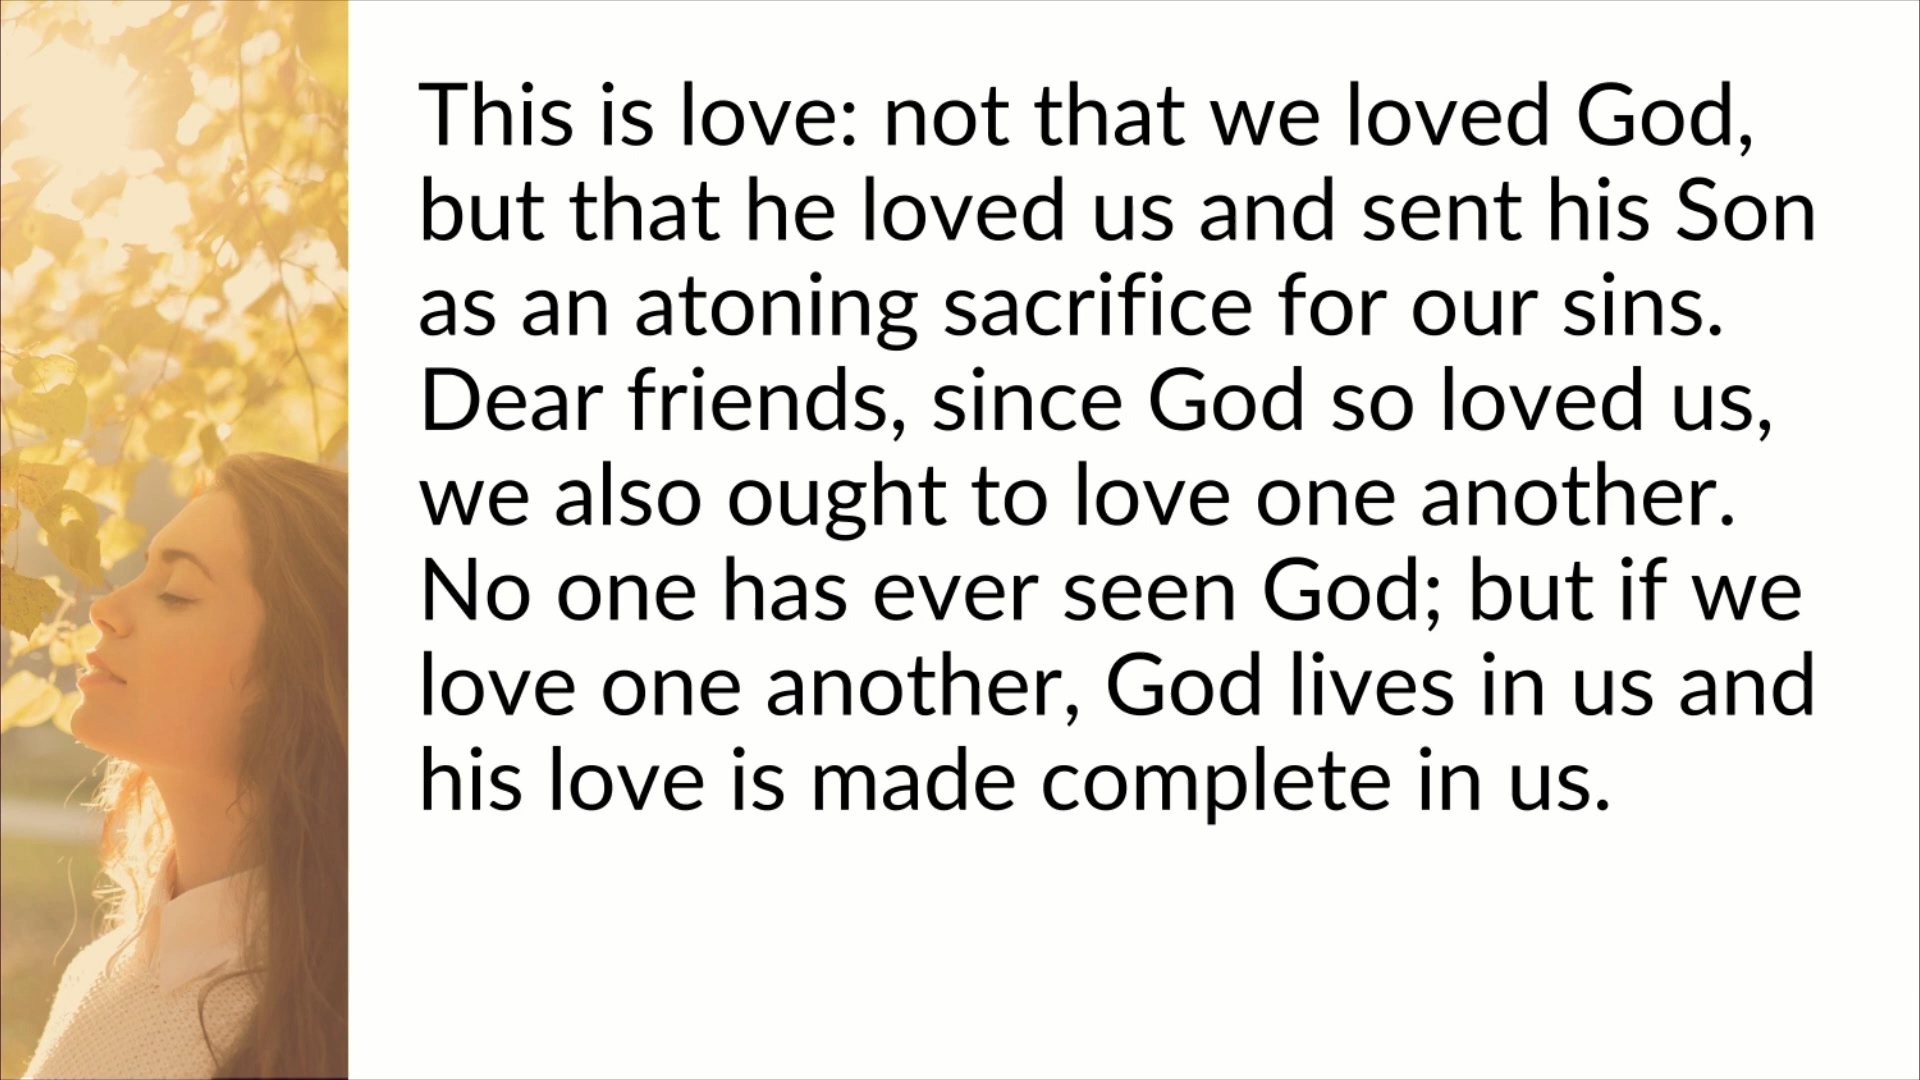 This is love: not that we loved God,
but that he loved us and sent his Son
as an atoning sacrifice for our sins.
Dear friends, since God so loved us,
we also ought to love one another.
No one has ever seen God; but if we
love one another, God lives in us and
his love is made complete in us.